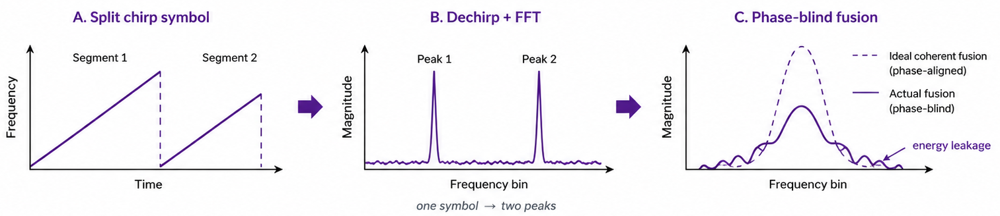 A. Split chirp symbol
Segment 1
Segment 2
Frequency
Time
B. Dechirp + FFT
Peak 1
Peak 2
Magnitude
Frequency bin
one symbol → two peaks
C. Phase-blind fusion
Magnitude
Frequency bin
Ideal coherent fusion
(phase-aligned)
Actual fusion
(phase-blind)
energy leakage